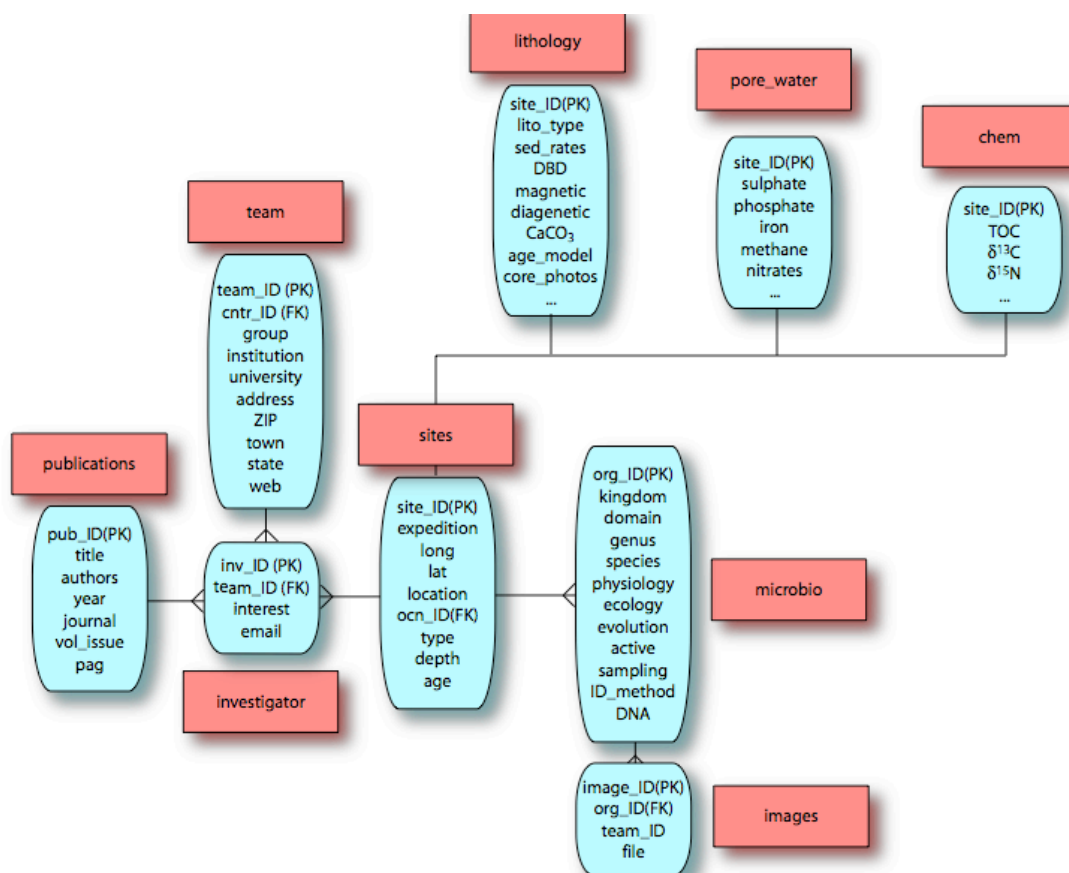 lithology
site_ID(PK)
lito_type
sed_rates
DBD
magnetic
diagenetic
CaCO₃
age_model
core_photos
...
pore_water
site_ID(PK)
sulphate
phosphate
iron
methane
nitrates
...
chem
site_ID(PK)
TOC
δ¹³C
δ¹⁵N
...
team
team_ID (PK)
cntr_ID (FK)
group
institution
university
address
ZIP
town
state
web
publications
pub_ID(PK)
title
authors
year
journal
vol_issue
pag
inv_ID (PK)
team_ID (FK)
interest
email
investigator
sites
site_ID(PK)
expedition
long
lat
location
ocn_ID(FK)
type
depth
age
org_ID(PK)
kingdom
domain
genus
species
physiology
ecology
evolution
active
sampling
ID_method
DNA
microbio
image_ID(PK)
org_ID(FK)
team_ID
file
images